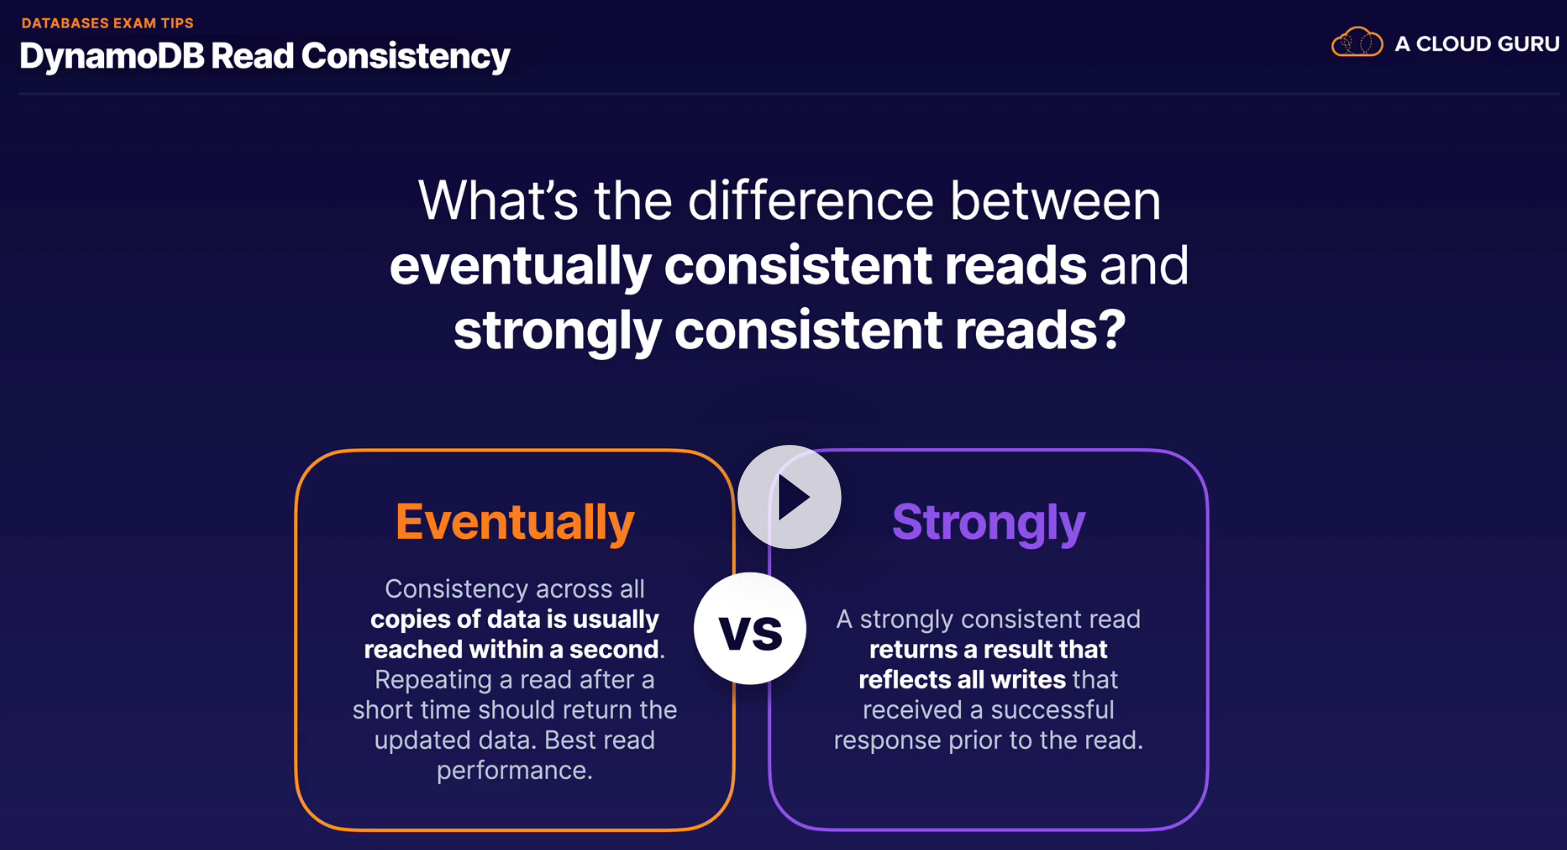 DATABASES EXAM TIPS
DynamoDB Read Consistency
A CLOUD GURU
What's the difference between
eventually consistent reads and
strongly consistent reads?
Eventually
Consistency across all
copies of data is usually
reached within a second.
Repeating a read after a
short time should return the
updated data. Best read
performance.
VS
Strongly
A strongly consistent read
returns a result that
reflects all writes that
received a successful
response prior to the read.